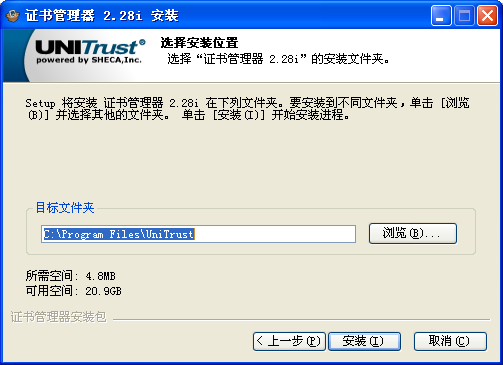 证书管理器 2.28i 安装
UNITrust®
powered by SHECA,Inc.
选择安装位置
选择“证书管理器 2.28i”的安装文件夹。
Setup 将安装 证书管理器 2.28i 在下列文件夹。要安装到不同文件夹，单击 [浏览
(B)] 并选择其他的文件夹。 单击 [安装(I)] 开始安装进程。
目标文件夹
C:\Program Files\UniTrust
浏览(B)...
所需空间: 4.8MB
可用空间: 20.9GB
证书管理器安装包
< 上一步(P)
安装(I)
取消(C)